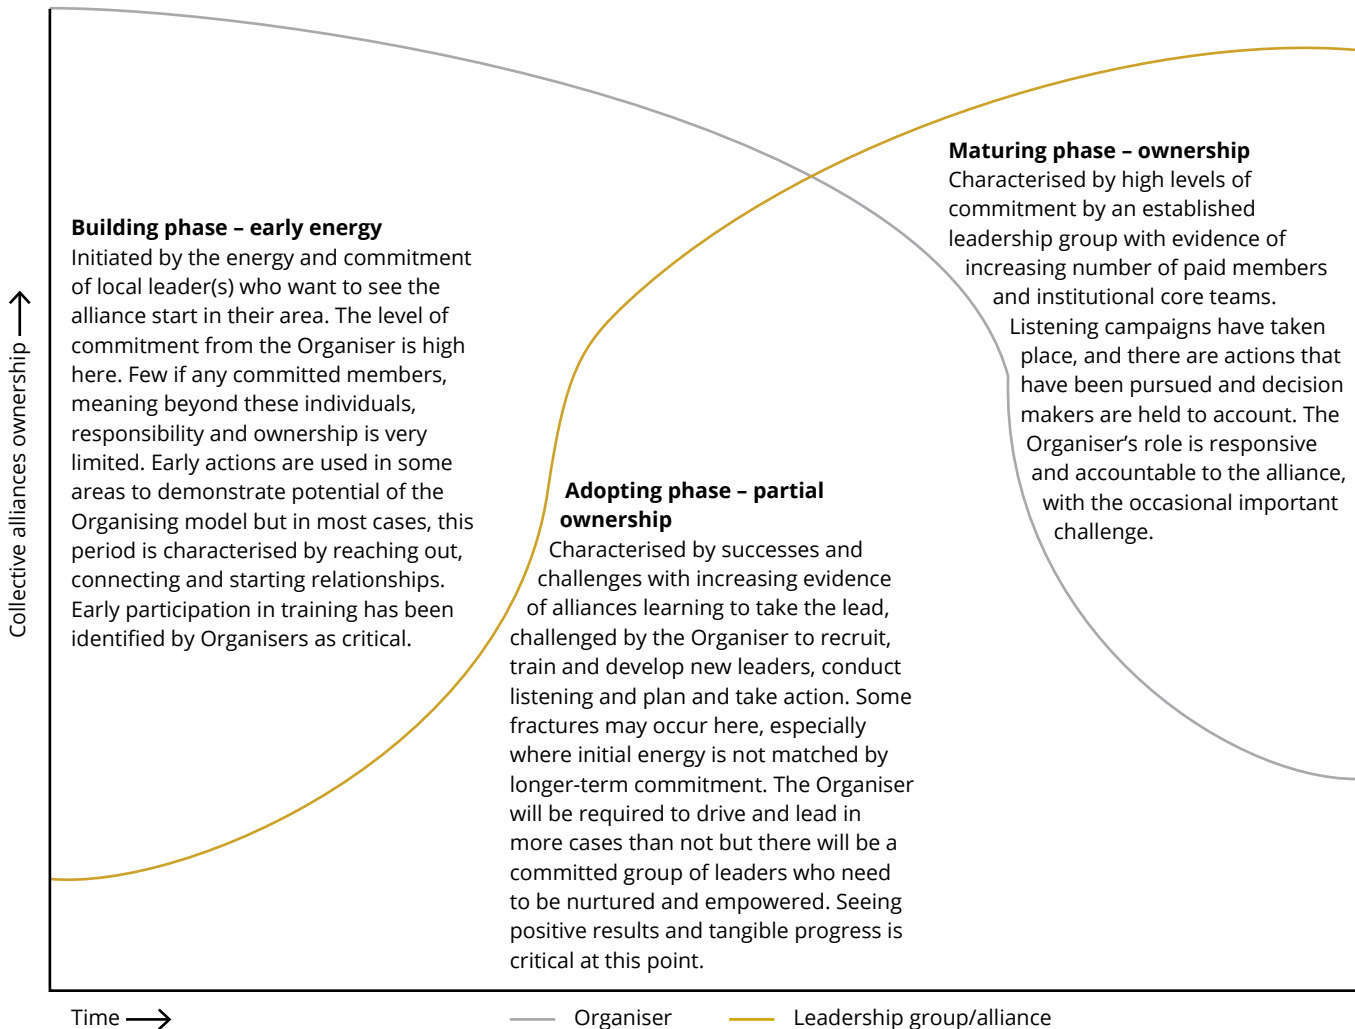 Collective alliances ownership
Building phase – early energy
Initiated by the energy and commitment
of local leader(s) who want to see the
alliance start in their area. The level of
commitment from the Organiser is high
here. Few if any committed members,
meaning beyond these individuals,
responsibility and ownership is very
limited. Early actions are used in some
areas to demonstrate potential of the
Organising model but in most cases, this
period is characterised by reaching out,
connecting and starting relationships.
Early participation in training has been
identified by Organisers as critical.
Adopting phase – partial
ownership
Characterised by successes and
challenges with increasing evidence
of alliances learning to take the lead,
challenged by the Organiser to recruit,
train and develop new leaders, conduct
listening and plan and take action. Some
fractures may occur here, especially
where initial energy is not matched by
longer-term commitment. The Organiser
will be required to drive and lead in
more cases than not but there will be a
committed group of leaders who need
to be nurtured and empowered. Seeing
positive results and tangible progress is
critical at this point.
Maturing phase – ownership
Characterised by high levels of
commitment by an established
leadership group with evidence of
increasing number of paid members
and institutional core teams.
Listening campaigns have taken
place, and there are actions that
have been pursued and decision
makers are held to account. The
Organiser’s role is responsive
and accountable to the alliance,
with the occasional important
challenge.
Time
Organiser
Leadership group/alliance